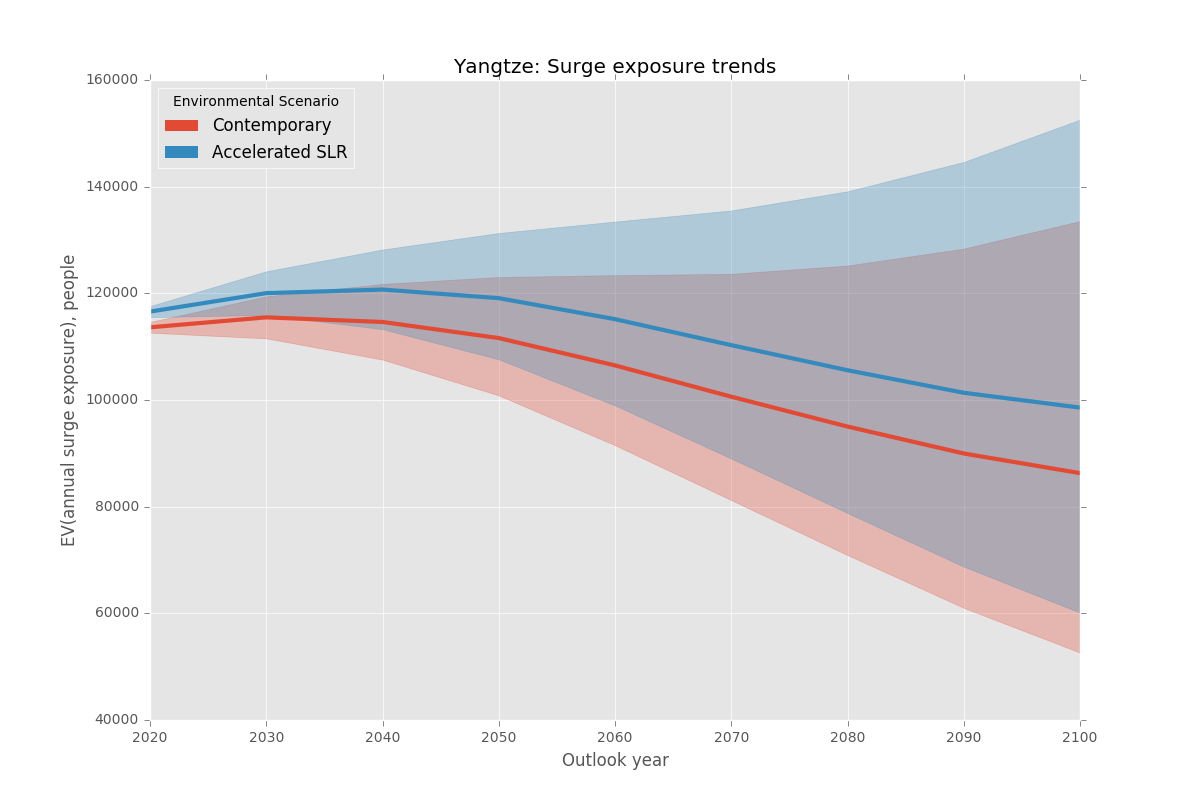 Yangtze: Surge exposure trends
160000
140000
120000
100000
80000
60000
40000
EV(annual surge exposure), people
Environmental Scenario
Contemporary
Accelerated SLR
2020 2030 2040 2050 2060 2070 2080 2090 2100
Outlook year